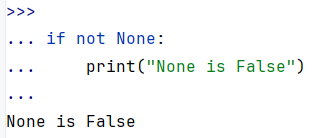 >>>
... if not None:
...     print("None is False")
...
None is False